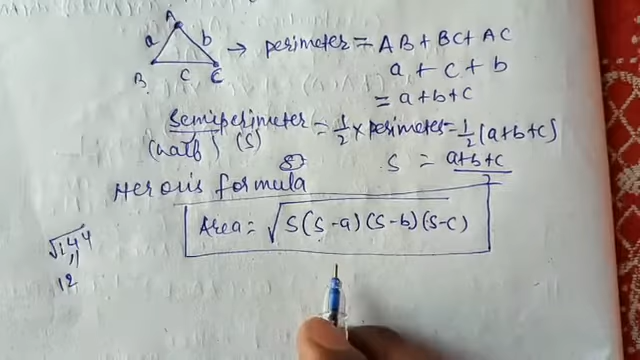 A
a b → perimeter = AB + BC + AC
B c C a + c + b
= a+b+c
Semiperimeter = 1/2 × perimeter = 1/2 (a+b+c)
(half) (S) S = a+b+c
2
Heron's formula
Area = √S(S-a)(S-b)(S-c)
√144
12